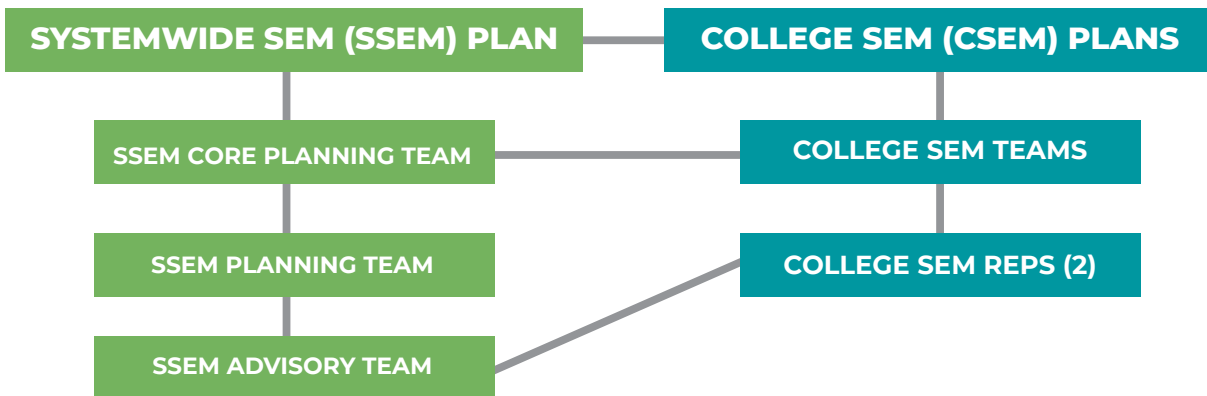 SYSTEMWIDE SEM (SSEM) PLAN
COLLEGE SEM (CSEM) PLANS
SSEM CORE PLANNING TEAM
COLLEGE SEM TEAMS
SSEM PLANNING TEAM
COLLEGE SEM REPS (2)
SSEM ADVISORY TEAM